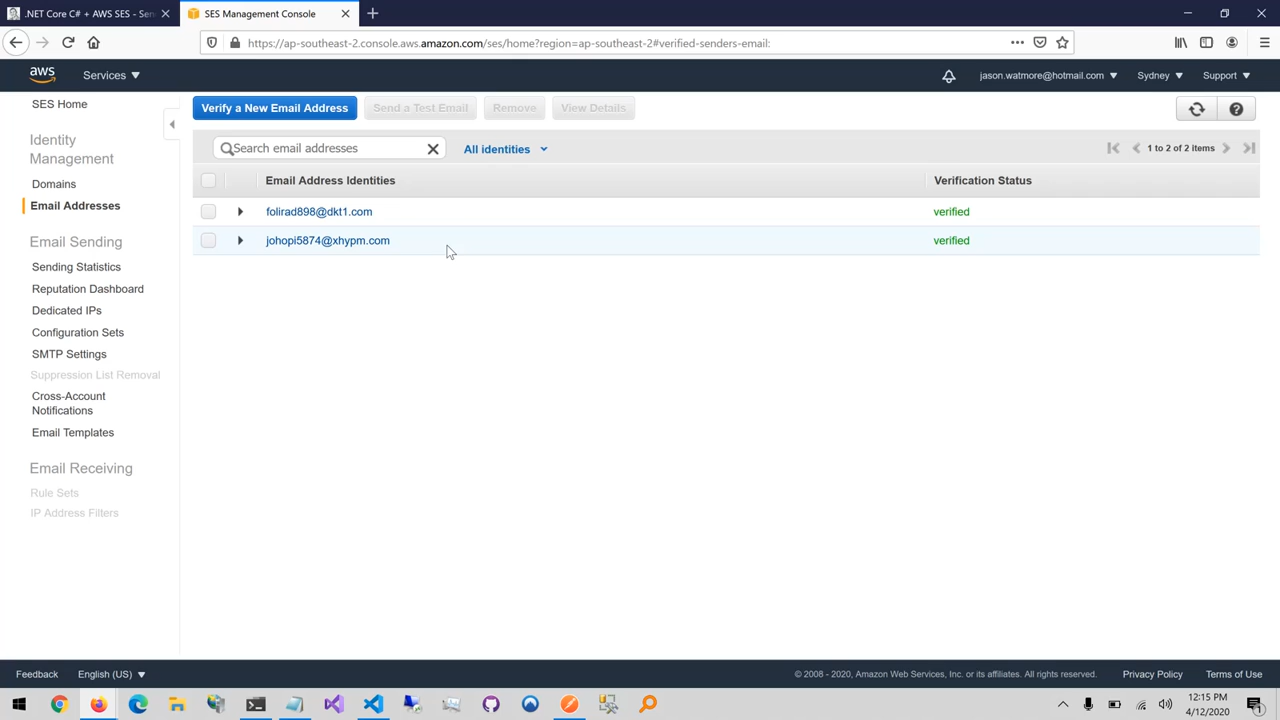 .NET Core C# + AWS SES - Sen
SES Management Console
https://ap-southeast-2.console.aws.amazon.com/ses/home?region=ap-southeast-2#verified-senders-email:
aws
Services
jason.watmore@hotmail.com
Sydney
Support
SES Home
Verify a New Email Address
Send a Test Email
Remove
View Details
Identity
Management
Domains
Email Addresses
Email Sending
Sending Statistics
Reputation Dashboard
Dedicated IPs
Configuration Sets
SMTP Settings
Suppression List Removal
Cross-Account
Notifications
Email Templates
Email Receiving
Rule Sets
IP Address Filters
Search email addresses
All identities
1 to 2 of 2 items
Email Address Identities
Verification Status
folirad898@dkt1.com
verified
johopi5874@xhypm.com
verified
Feedback
English (US)
© 2008 - 2020, Amazon Web Services, Inc. or its affiliates. All rights reserved.
Privacy Policy
Terms of Use
12:15 PM
4/12/2020
1